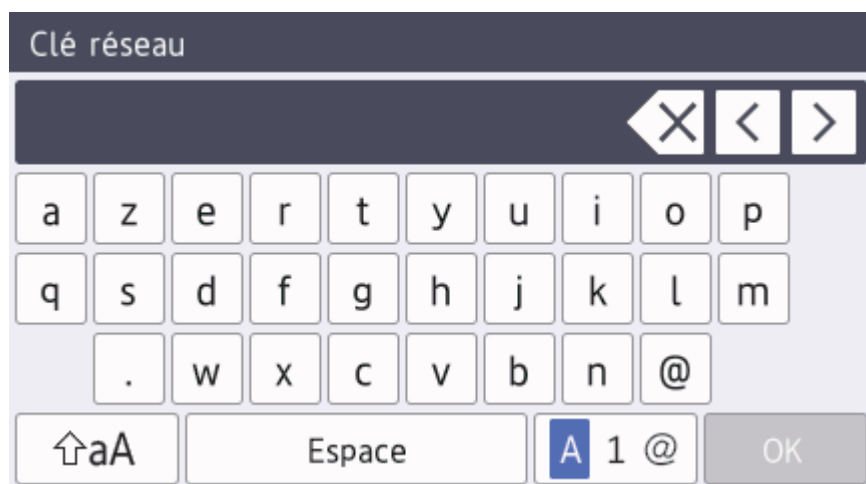 Clé réseau
a z e r t y u i o p
q s d f g h j k l m
. w x c v b n @
aA Espace A 1 @ OK